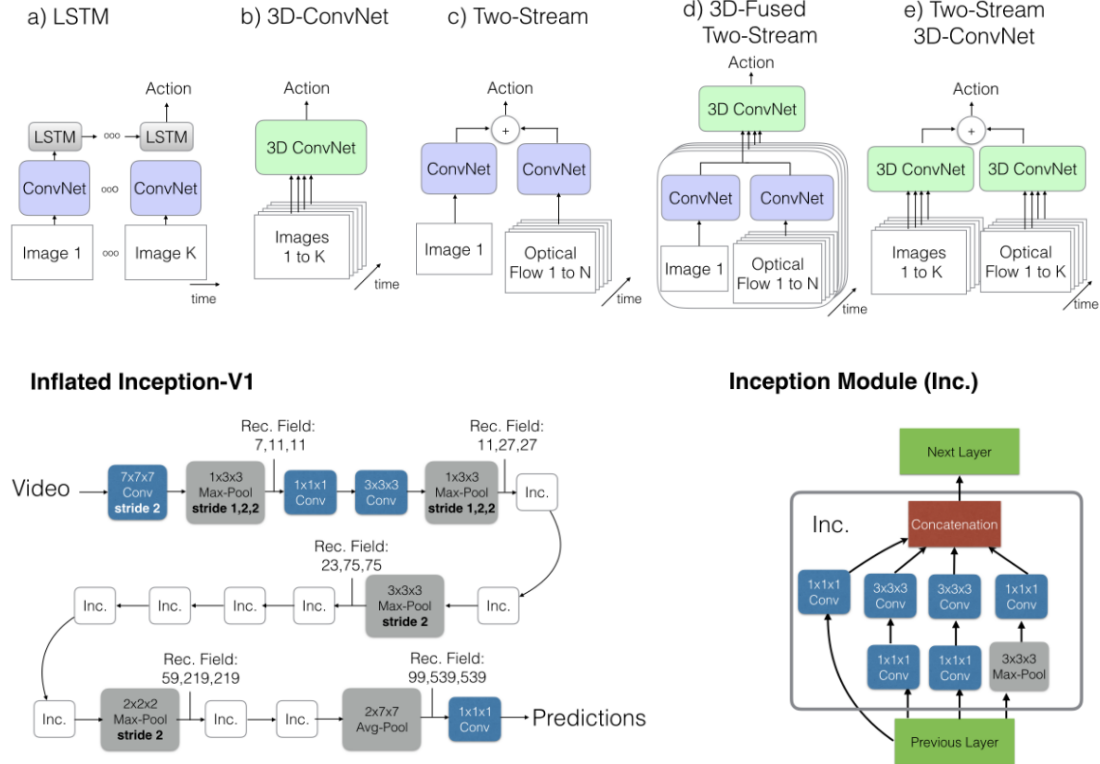 a) LSTM
b) 3D-ConvNet
c) Two-Stream
d) 3D-Fused
Two-Stream
e) Two-Stream
3D-ConvNet
Action
LSTM
ooo
LSTM
ConvNet
ooo
ConvNet
Image 1
ooo
Image K
time
Action
3D ConvNet
Images
1 to K
time
Action
+
ConvNet
ConvNet
Image 1
Optical
Flow 1 to N
time
Action
3D ConvNet
ConvNet
ConvNet
Image 1
Optical
Flow 1 to N
time
Action
+
3D ConvNet
3D ConvNet
Images
1 to K
Optical
Flow 1 to K
time
Inflated Inception-V1
Video
7x7x7
Conv
stride 2
1x3x3
Max-Pool
stride 1,2,2
Rec. Field:
7,11,11
1x1x1
Conv
3x3x3
Conv
1x3x3
Max-Pool
stride 1,2,2
Rec. Field:
11,27,27
Inc.
Inc.
3x3x3
Max-Pool
stride 2
Rec. Field:
23,75,75
Inc.
Inc.
Inc.
Inc.
Inc.
2x2x2
Max-Pool
stride 2
Rec. Field:
59,219,219
Inc.
Inc.
2x7x7
Avg-Pool
Rec. Field:
99,539,539
1x1x1
Conv
Predictions
Inception Module (Inc.)
Next Layer
Inc.
Concatenation
1x1x1
Conv
3x3x3
Conv
3x3x3
Conv
1x1x1
Conv
1x1x1
Conv
1x1x1
Conv
3x3x3
Max-Pool
Previous Layer